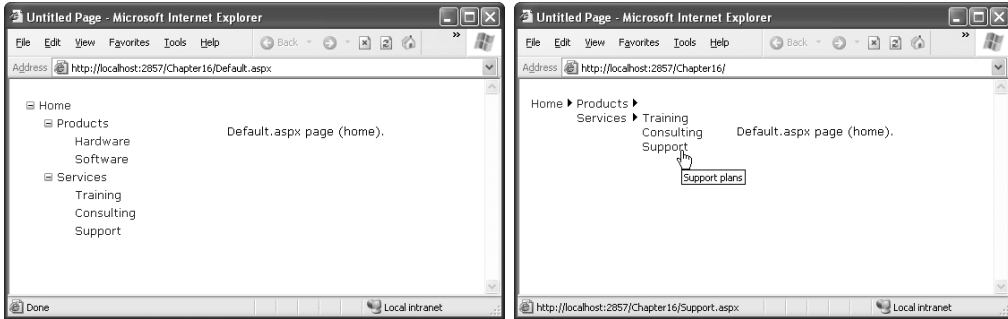 Untitled Page - Microsoft Internet Explorer
File Edit View Favorites Tools Help Back »
Address http://localhost:2857/Chapter16/Default.aspx
Home
Products
Hardware
Software
Services
Training
Consulting
Support
Default.aspx page (home).
Done Local intranet
Untitled Page - Microsoft Internet Explorer
File Edit View Favorites Tools Help Back »
Address http://localhost:2857/Chapter16/
Home Products
Services Training
Consulting
Support
Default.aspx page (home).
Support plans
http://localhost:2857/Chapter16/Support.aspx Local intranet